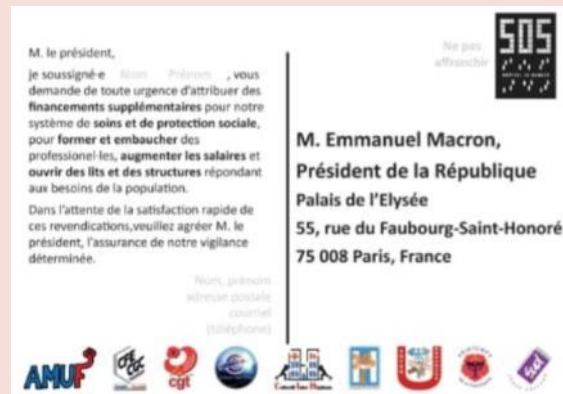 M. le président,
je soussigné·e Nom Prénom , vous
demande de toute urgence d'attribuer des
financements supplémentaires pour notre
système de soins et de protection sociale,
pour former et embaucher des
professionel·les, augmenter les salaires et
ouvrir des lits et des structures répondant
aux besoins de la population.
Dans l'attente de la satisfaction rapide de
ces revendications,veuillez agréer M. le
président, l'assurance de notre vigilance
déterminée.
Nom, prenom
adresse postale
courriel
(téléphone)
Ne pas
affranchir
SOS
M. Emmanuel Macron,
Président de la République
Palais de l'Elysée
55, rue du Faubourg-Saint-Honoré
75 008 Paris, France
AMUF
cgt